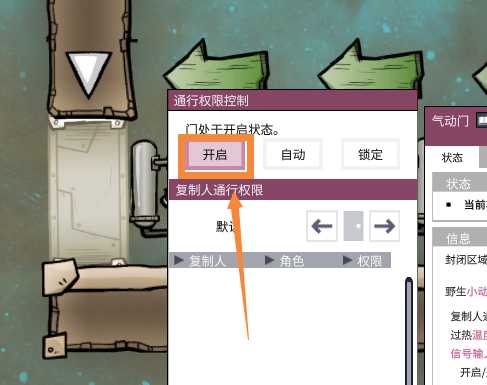 通行权限控制
门处于开启状态。
开启
自动
锁定
复制人通行权限
默认
复制人
角色
权限
气动门
状态
状态
• 当前
信息
封闭区域
野生小动
复制人通
过热温度
信号输入
开启/